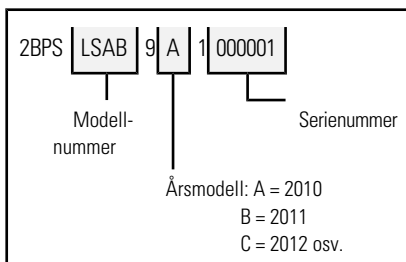 2BPS LSAB 9 A 1 000001
Modell-
nummer
Serienummer
Årsmodell: A = 2010
B = 2011
C = 2012 osv.